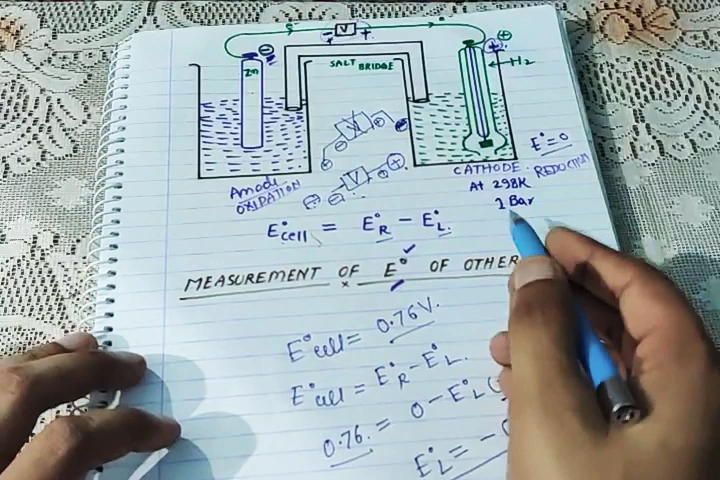 e⁻ - V + e⁻
⊖ +
Zn
SALT BRIDGE
H2
V
E°=0
CATHODE
REDUCTION
Anode
OXIDATION
At 298K
1 Bar
V
E°cell = E°R - E°L
MEASUREMENT OF E° OF OTHER
E°cell = 0.76V.
E°cell = E°R - E°L.
0.76. = 0 - E°L
E°L = -0